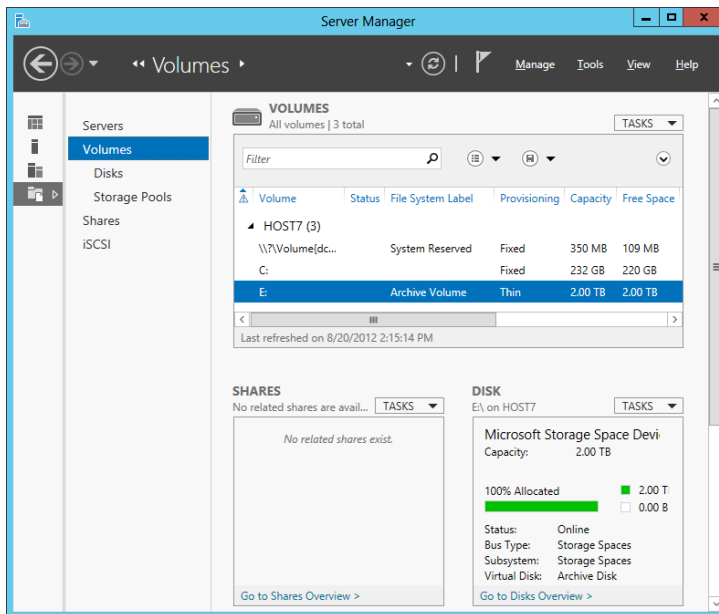 Server Manager
Volumes
Manage Tools View Help
Servers
Volumes
Disks
Storage Pools
Shares
iSCSI
VOLUMES
All volumes | 3 total
TASKS
Filter
Volume Status File System Label Provisioning Capacity Free Space
HOST7 (3)
\\?\Volume{dc... System Reserved Fixed 350 MB 109 MB
C: Fixed 232 GB 220 GB
E: Archive Volume Thin 2.00 TB 2.00 TB
Last refreshed on 8/20/2012 2:15:14 PM
SHARES
No related shares are avail... TASKS
No related shares exist.
Go to Shares Overview >
DISK
E:\ on HOST7 TASKS
Microsoft Storage Space Devi
Capacity: 2.00 TB
100% Allocated 2.00 T
0.00 B
Status: Online
Bus Type: Storage Spaces
Subsystem: Storage Spaces
Virtual Disk: Archive Disk
Go to Disks Overview >